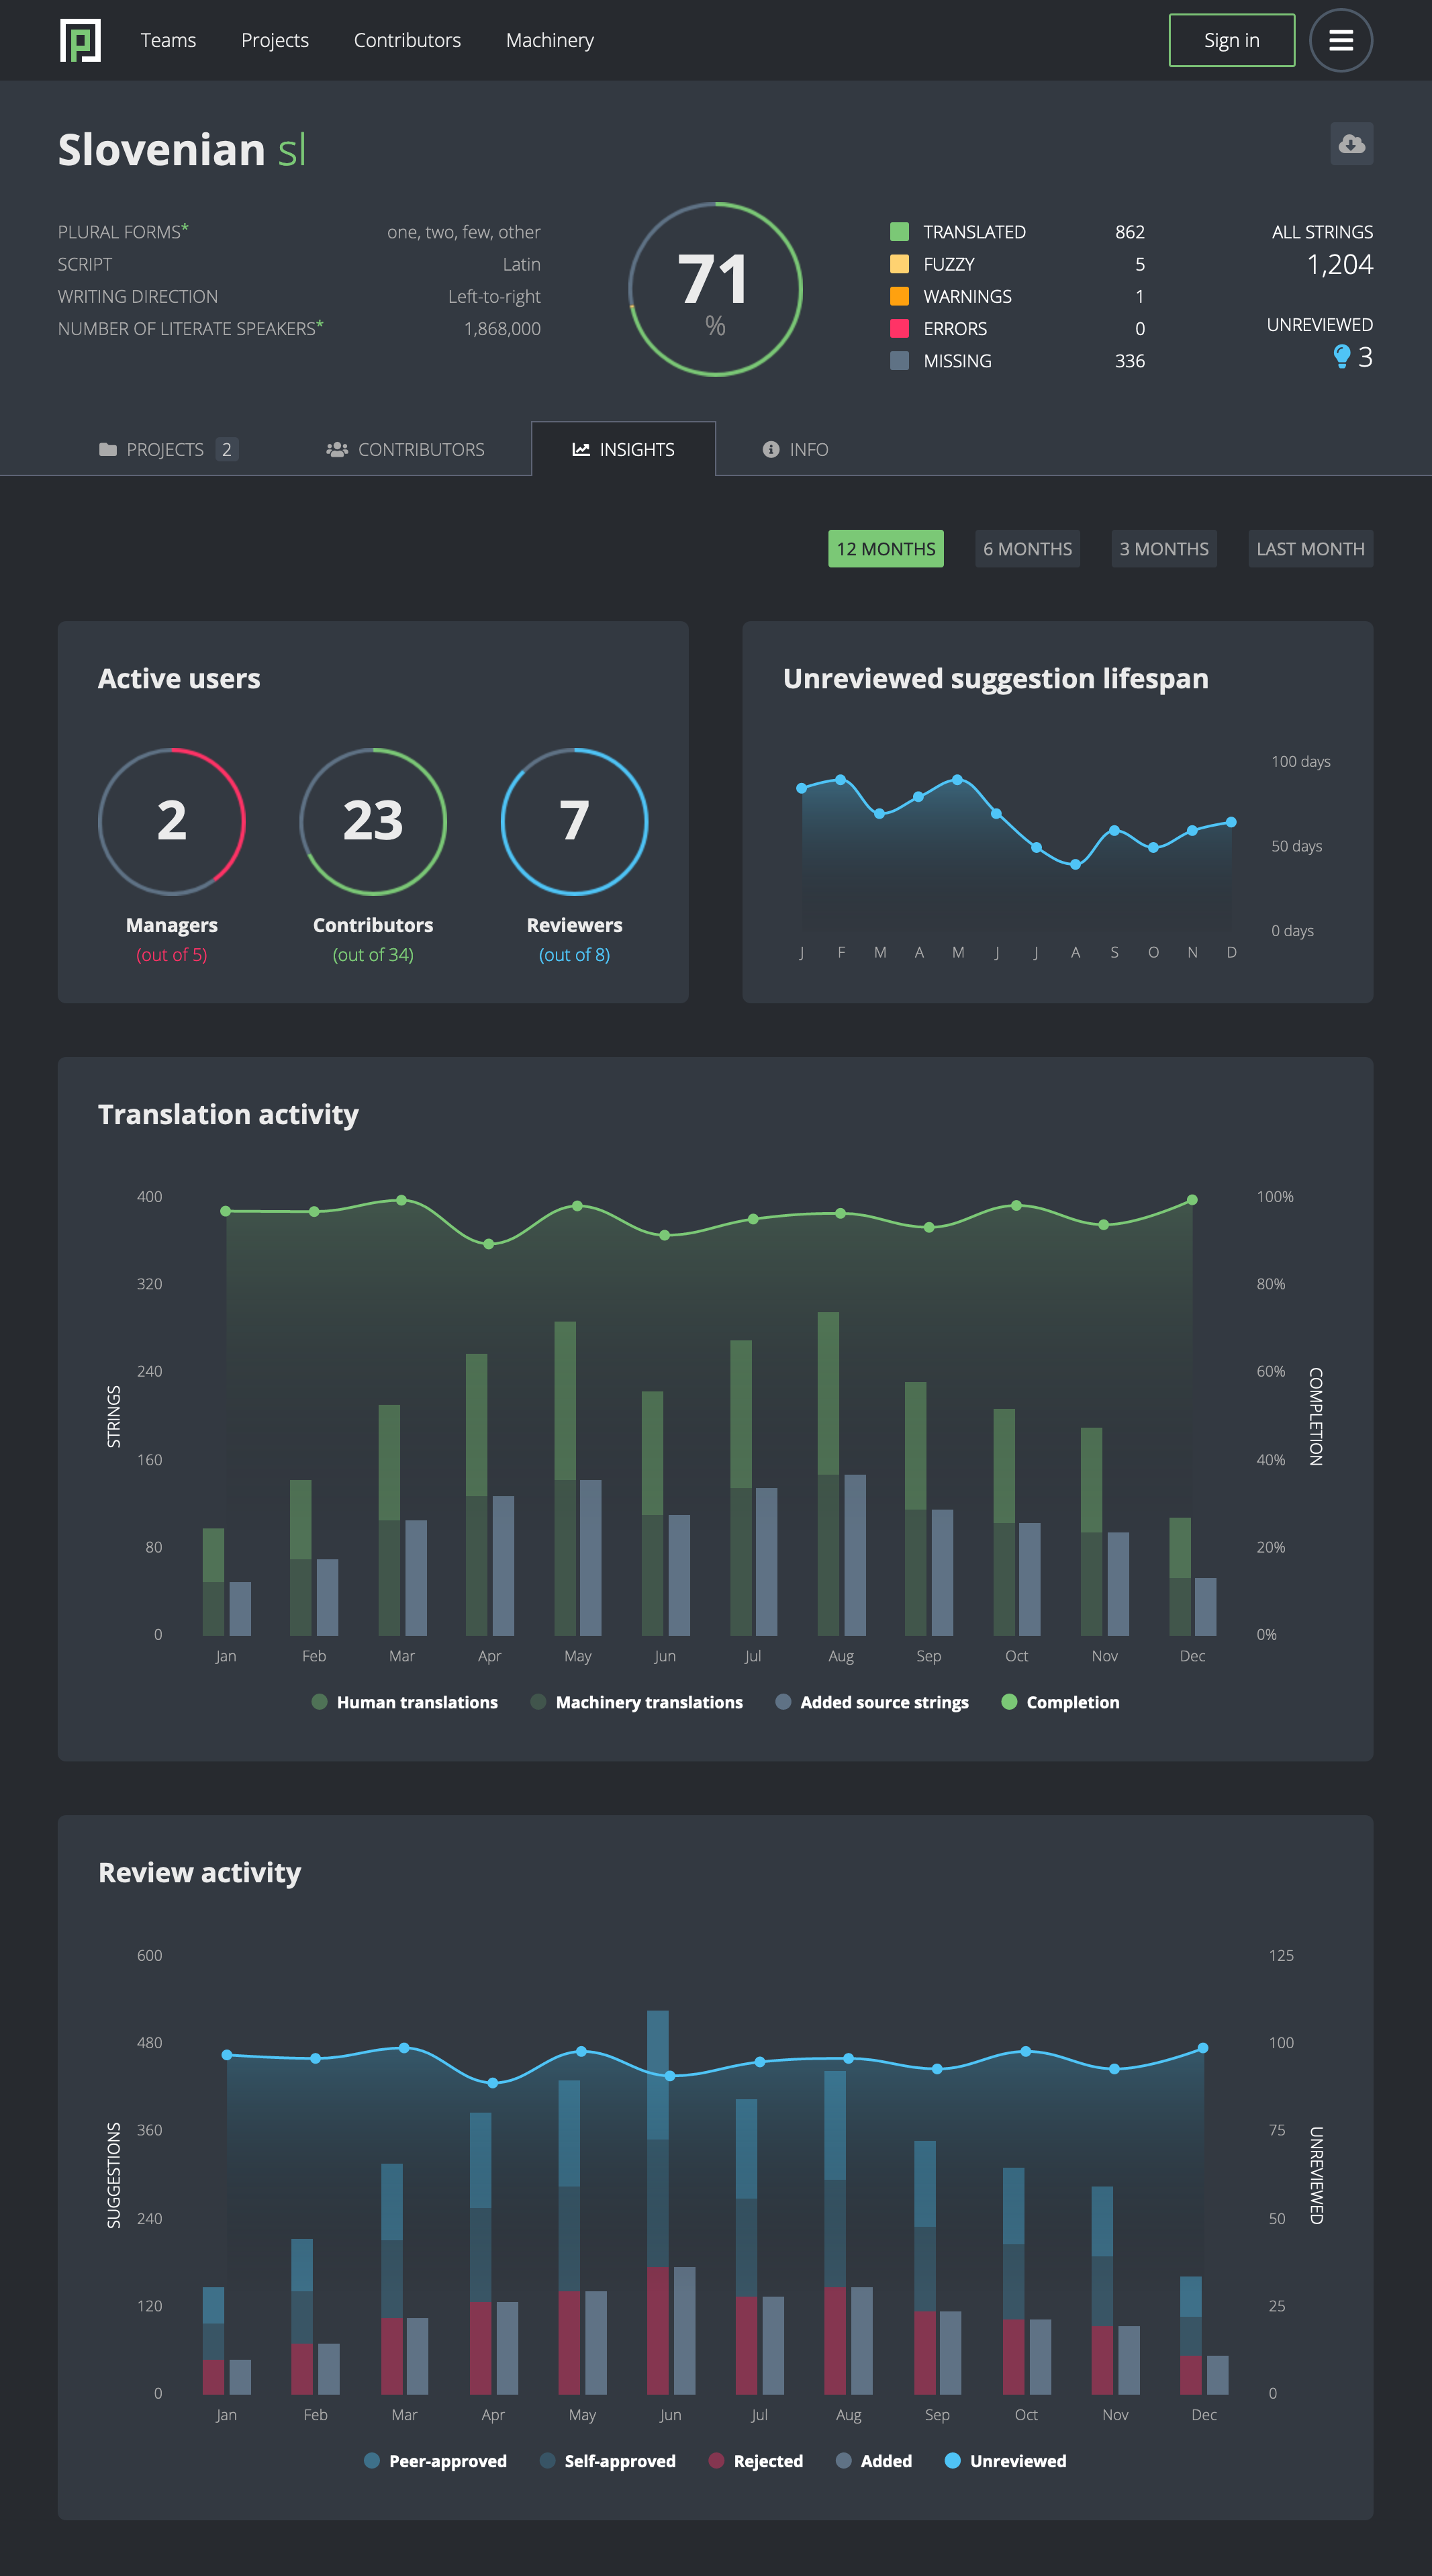 Teams Projects Contributors Machinery Sign in
Slovenian sl
PLURAL FORMS* one, two, few, other
SCRIPT Latin
WRITING DIRECTION Left-to-right
NUMBER OF LITERATE SPEAKERS* 1,868,000
71
%
TRANSLATED 862
FUZZY 5
WARNINGS 1
ERRORS 0
MISSING 336
ALL STRINGS
1,204
UNREVIEWED
3
PROJECTS 2 CONTRIBUTORS INSIGHTS INFO
12 MONTHS 6 MONTHS 3 MONTHS LAST MONTH
Active users
2 23 7
Managers Contributors Reviewers
(out of 5) (out of 34) (out of 8)
Unreviewed suggestion lifespan
100 days
50 days
0 days
J F M A M J J A S O N D
Translation activity
400 100%
320 80%
240 60%
STRINGS COMPLETION
160 40%
80 20%
0 0%
Jan Feb Mar Apr May Jun Jul Aug Sep Oct Nov Dec
Human translations Machinery translations Added source strings Completion
Review activity
600 125
480 100
360 75
SUGGESTIONS UNREVIEWED
240 50
120 25
0 0
Jan Feb Mar Apr May Jun Jul Aug Sep Oct Nov Dec
Peer-approved Self-approved Rejected Added Unreviewed